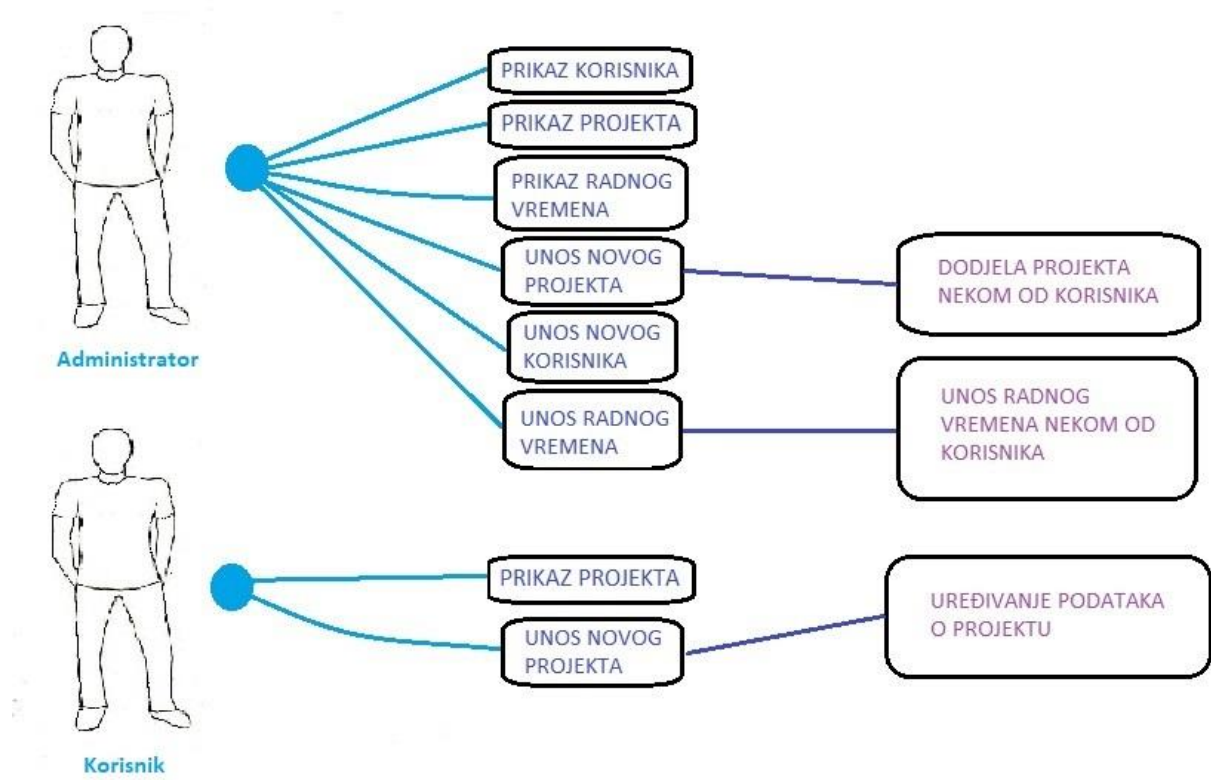 PRIKAZ KORISNIKA
PRIKAZ PROJEKTA
PRIKAZ RADNOG
VREMENA
UNOS NOVOG
PROJEKTA
DODJELA PROJEKTA
NEKOM OD KORISNIKA
UNOS NOVOG
KORISNIKA
Administrator
UNOS RADNOG
VREMENA
UNOS RADNOG
VREMENA NEKOM OD
KORISNIKA
PRIKAZ PROJEKTA
UNOS NOVOG
PROJEKTA
UREĐIVANJE PODATAKA
O PROJEKTU
Korisnik